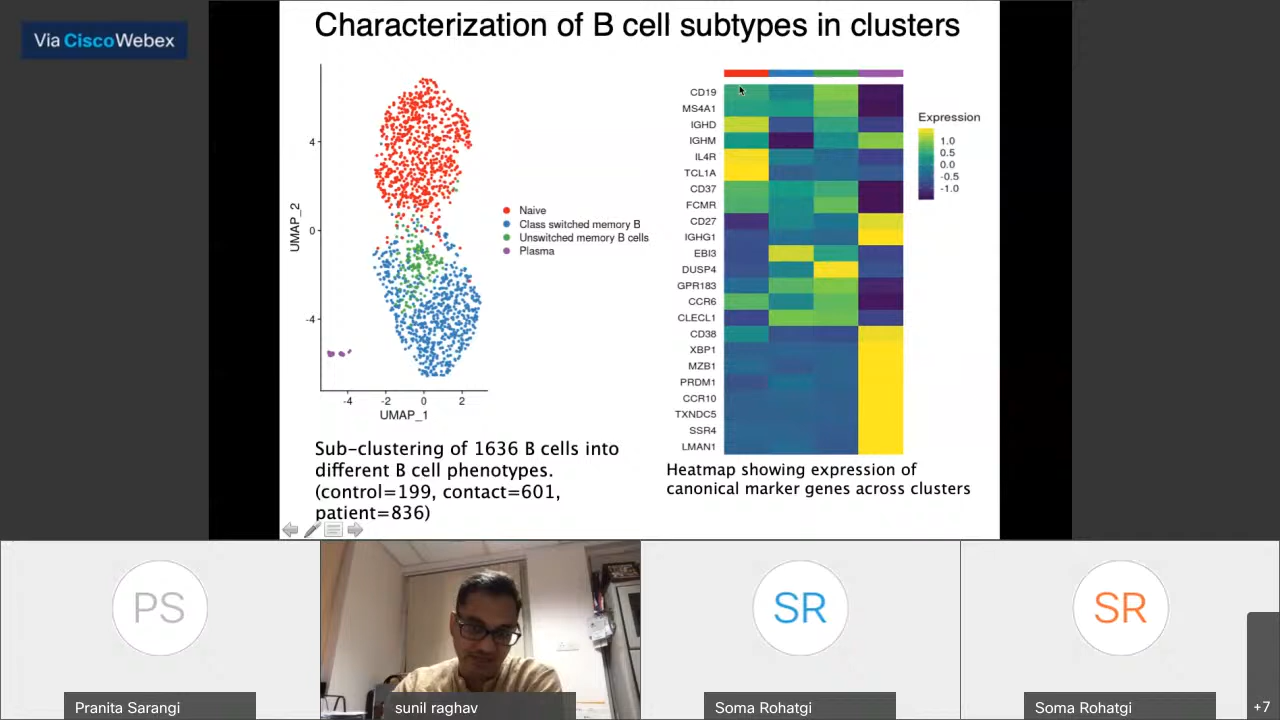 Via Cisco Webex
Characterization of B cell subtypes in clusters
4
0
-4
UMAP_2
-4 -2 0 2
UMAP_1
Naive
Class switched memory B
Unswitched memory B cells
Plasma
CD19
MS4A1
IGHD
IGHM
IL4R
TCL1A
CD37
FCMR
CD27
IGHG1
EBI3
DUSP4
GPR183
CCR6
CLECL1
CD38
XBP1
MZB1
PRDM1
CCR10
TXNDC5
SSR4
LMAN1
Expression
1.0
0.5
0.0
-0.5
-1.0
Sub-clustering of 1636 B cells into
different B cell phenotypes.
(control=199, contact=601,
patient=836)
Heatmap showing expression of
canonical marker genes across clusters
PS
SR
SR
Pranita Sarangi
sunil raghav
Soma Rohatgi
Soma Rohatgi
+7